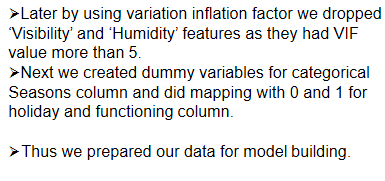 ➢Later by using variation inflation factor we dropped
‘Visibility’ and ‘Humidity’ features as they had VIF
value more than 5.
➢Next we created dummy variables for categorical
Seasons column and did mapping with 0 and 1 for
holiday and functioning column.
➢Thus we prepared our data for model building.